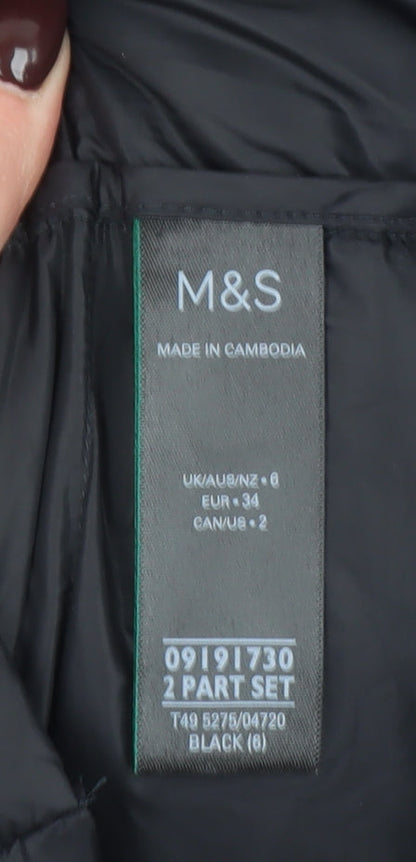 M&S
MADE IN CAMBODIA
UK/AUS/NZ • 6
EUR • 34
CAN/US • 2
09191730
2 PART SET
T49 5275/04720
BLACK (6)